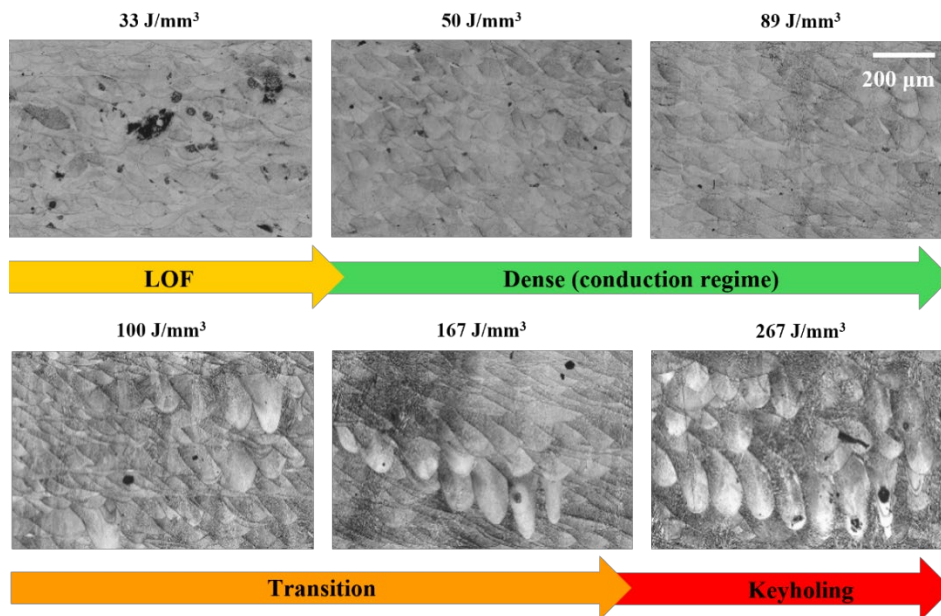 33 J/mm³
50 J/mm³
89 J/mm³
200 µm
LOF
Dense (conduction regime)
100 J/mm³
167 J/mm³
267 J/mm³
Transition
Keyholing